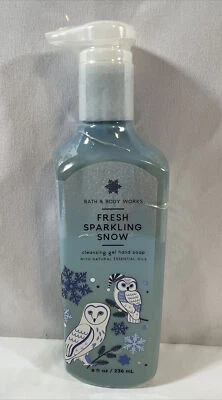 BATH & BODY WORKS
FRESH
SPARKLING
SNOW
cleansing gel hand soap
WITH NATURAL ESSENTIAL OILS
8 fl oz / 236 mL